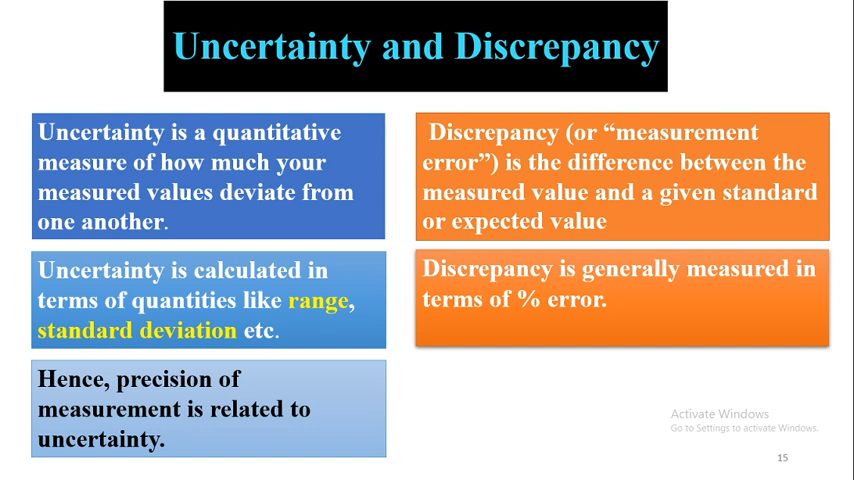 Uncertainty and Discrepancy
Uncertainty is a quantitative
measure of how much your
measured values deviate from
one another.
Uncertainty is calculated in
terms of quantities like range,
standard deviation etc.
Hence, precision of
measurement is related to
uncertainty.
Discrepancy (or “measurement
error”) is the difference between the
measured value and a given standard
or expected value
Discrepancy is generally measured in
terms of % error.
Activate Windows
Go to Settings to activate Windows.
15